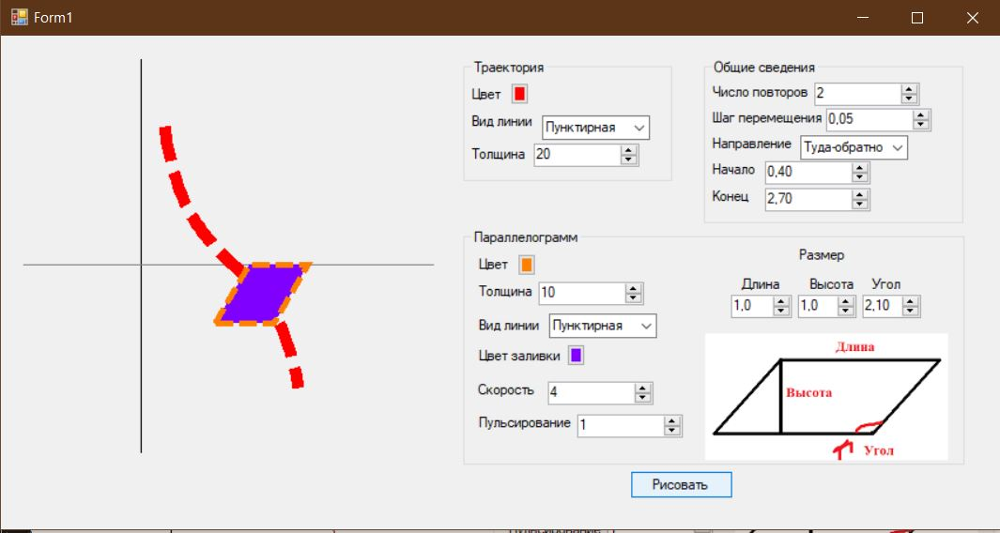 Form1
Траектория
Цвет
Вид линии Пунктирная
Толщина 20
Общие сведения
Число повторов 2
Шаг перемещения 0,05
Направление Туда-обратно
Начало 0,40
Конец 2,70
Параллелограмм
Цвет
Толщина 10
Вид линии Пунктирная
Цвет заливки
Скорость 4
Пульсирование 1
Размер
Длина Высота Угол
1,0 1,0 2,10
Длина
Высота
Угол
Рисовать